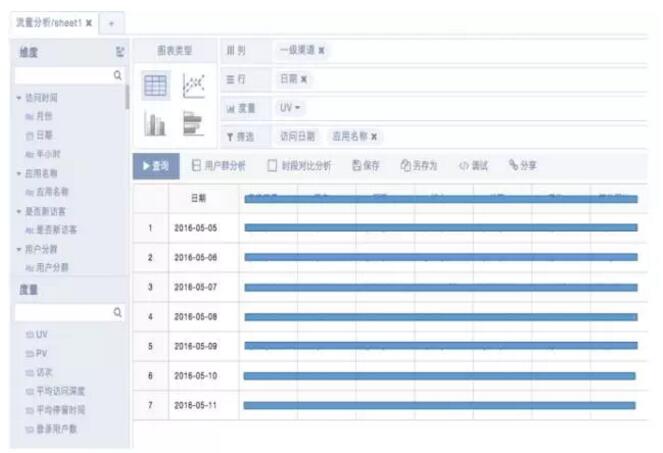 流量分析/sheet1 ×
+
维度
访问时间
月份
日期
半小时
应用名称
应用名称
是否新访客
是否新访客
用户分群
用户分群
度量
UV
PV
访次
平均访问深度
平均停留时间
登录用户数
图表类型
列 一级渠道 ×
行 日期 ×
度量 UV
筛选 访问日期 应用名称 ×
查询 用户群分析 时段对比分析 保存 另存为 调试 分享
日期
1 2016-05-05
2 2016-05-06
3 2016-05-07
4 2016-05-08
5 2016-05-09
6 2016-05-10
7 2016-05-11